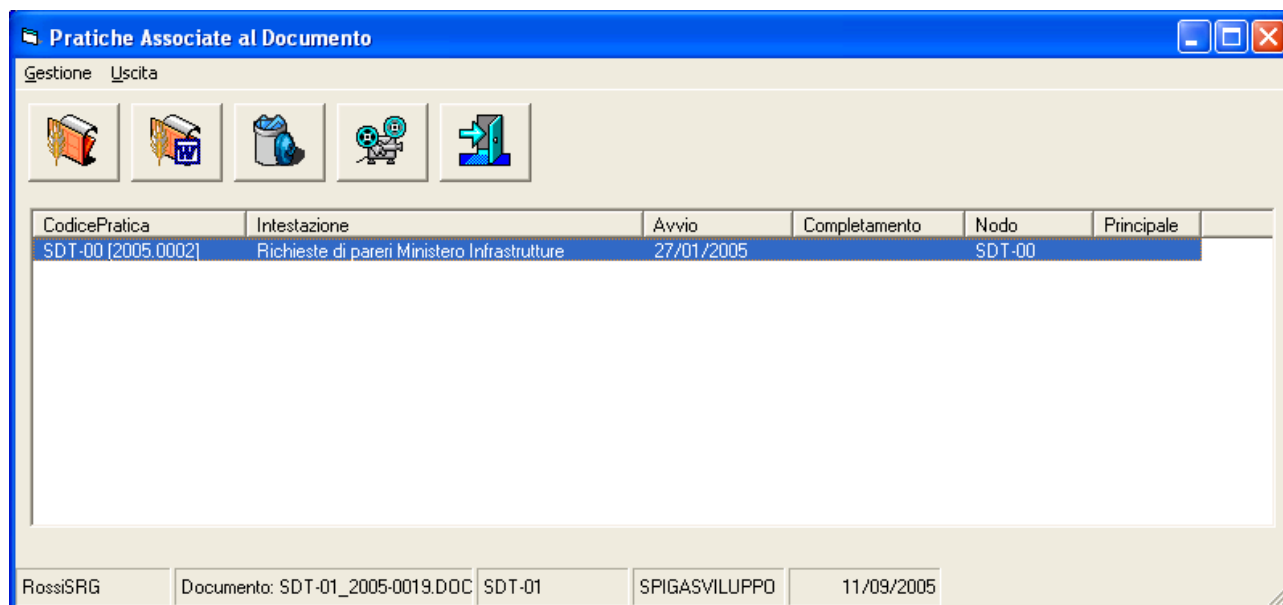 Pratiche Associate al Documento
Gestione Uscita
W
CodicePratica Intestazione Avvio Completamento Nodo Principale
SDT-00 [2005.0002] Richieste di pareri Ministero Infrastrutture 27/01/2005 SDT-00
RossiSRG Documento: SDT-01_2005-0019.DOC SDT-01 SPIGASVILUPPO 11/09/2005